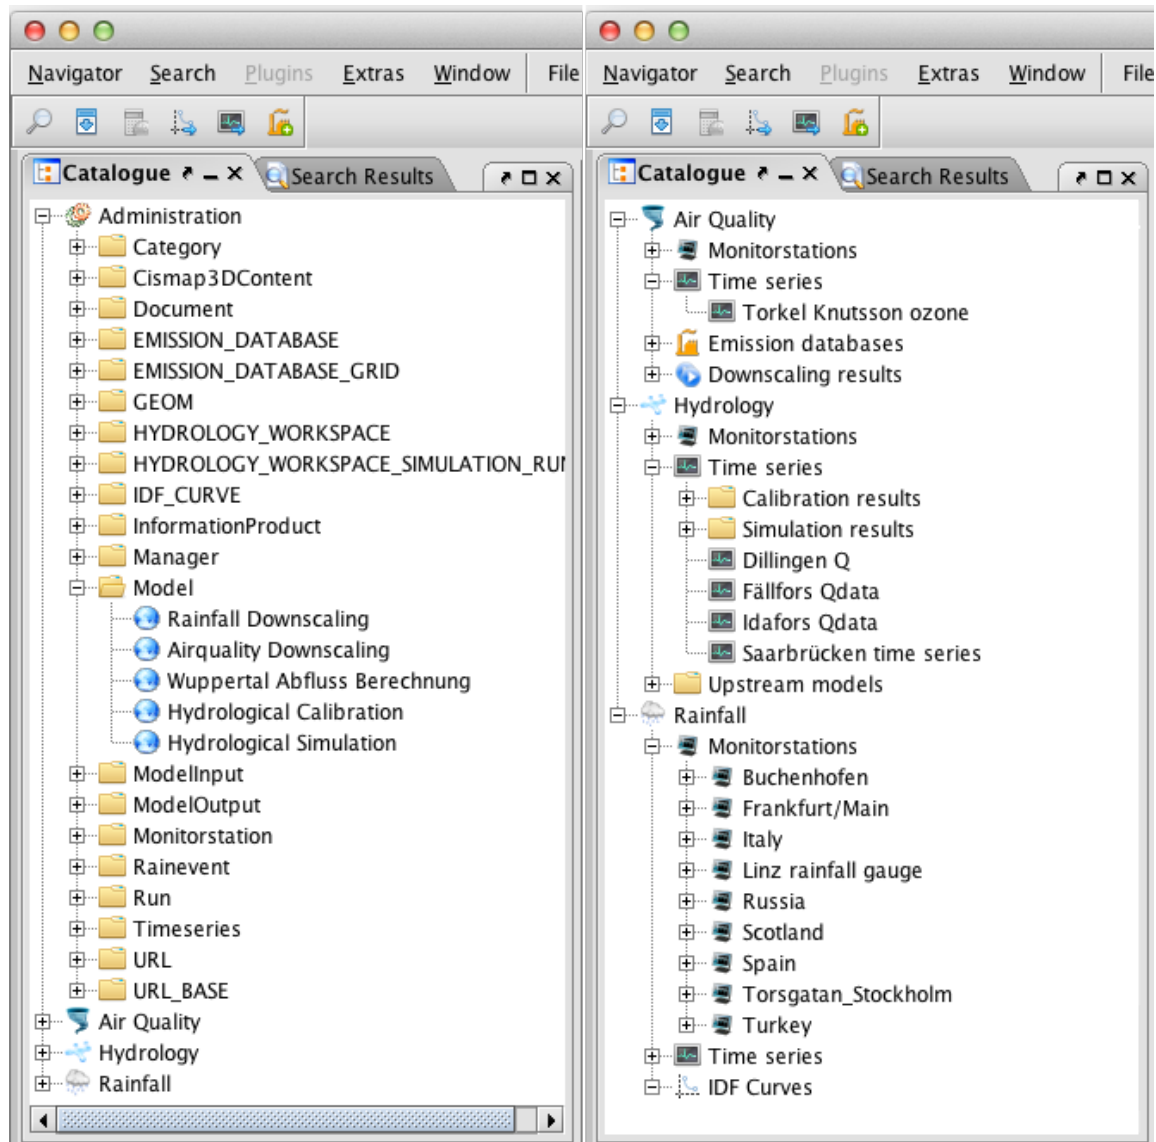 Navigator Search Plugins Extras Window File
Catalogue Search Results
Administration
Category
Cismap3DContent
Document
EMISSION_DATABASE
EMISSION_DATABASE_GRID
GEOM
HYDROLOGY_WORKSPACE
HYDROLOGY_WORKSPACE_SIMULATION_RUN
IDF_CURVE
InformationProduct
Manager
Model
Rainfall Downscaling
Airquality Downscaling
Wuppertal Abfluss Berechnung
Hydrological Calibration
Hydrological Simulation
ModelInput
ModelOutput
Monitorstation
Rainevent
Run
Timeseries
URL
URL_BASE
Air Quality
Hydrology
Rainfall
Navigator Search Plugins Extras Window File
Catalogue Search Results
Air Quality
Monitorstations
Time series
Torkel Knutsson ozone
Emission databases
Downscaling results
Hydrology
Monitorstations
Time series
Calibration results
Simulation results
Dillingen Q
Fällfors Qdata
Idafors Qdata
Saarbrücken time series
Upstream models
Rainfall
Monitorstations
Buchenhofen
Frankfurt/Main
Italy
Linz rainfall gauge
Russia
Scotland
Spain
Torsgatan_Stockholm
Turkey
Time series
IDF Curves